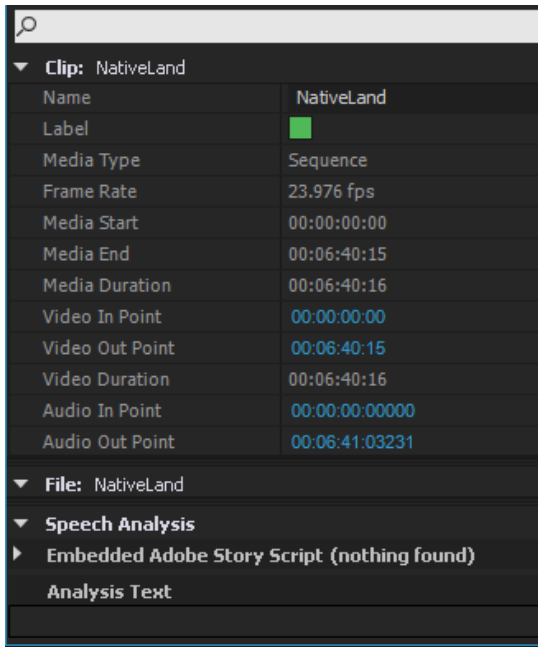 Clip: NativeLand
Name NativeLand
Label
Media Type Sequence
Frame Rate 23.976 fps
Media Start 00:00:00:00
Media End 00:06:40:15
Media Duration 00:06:40:16
Video In Point 00:00:00:00
Video Out Point 00:06:40:15
Video Duration 00:06:40:16
Audio In Point 00:00:00:00000
Audio Out Point 00:06:41:03231
File: NativeLand
Speech Analysis
Embedded Adobe Story Script (nothing found)
Analysis Text